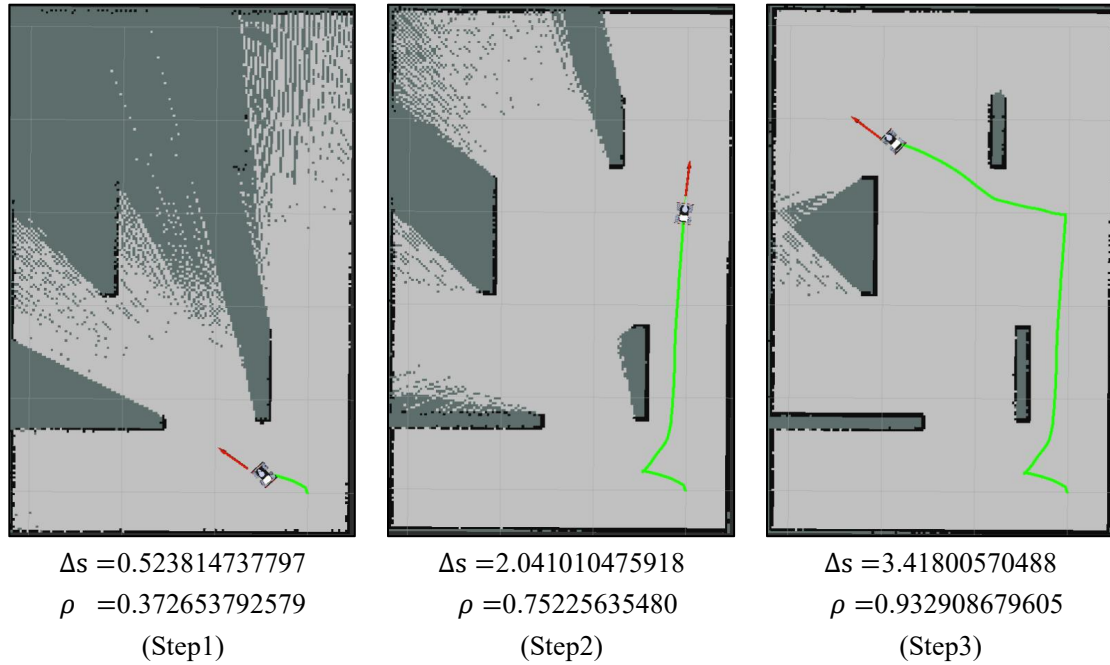 Δs =0.523814737797
ρ =0.372653792579
(Step1)
Δs =2.041010475918
ρ =0.75225635480
(Step2)
Δs =3.41800570488
ρ =0.932908679605
(Step3)